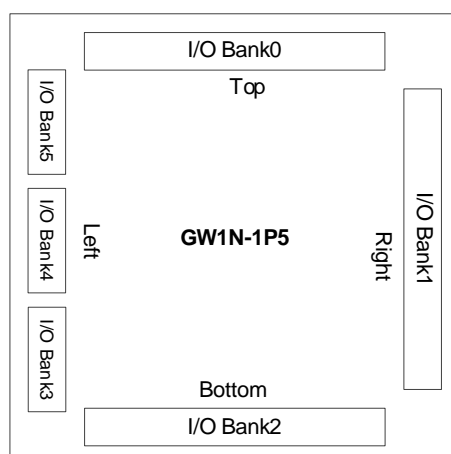 I/O Bank0
Top
I/O Bank5
I/O Bank4
I/O Bank3
Left
GW1N-1P5
Right
I/O Bank1
Bottom
I/O Bank2